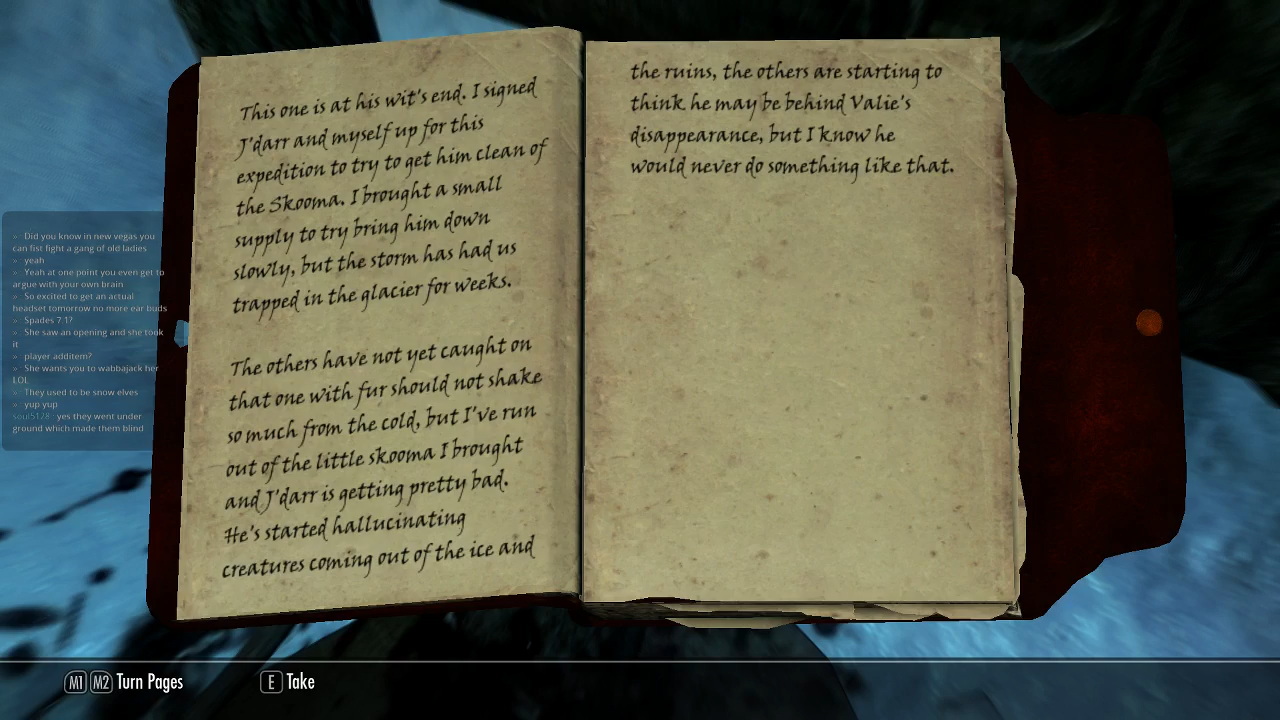 This one is at his wit's end. I signed
J'darr and myself up for this
expedition to try to get him clean of
the Skooma. I brought a small
supply to try bring him down
slowly, but the storm has had us
trapped in the glacier for weeks.
The others have not yet caught on
that one with fur should not shake
so much from the cold, but I've run
out of the little skooma I brought
and J'darr is getting pretty bad.
He's started hallucinating
creatures coming out of the ice and
the ruins, the others are starting to
think he may be behind Valie's
disappearance, but I know he
would never do something like that.
> Did you know in new vegas you
can fist fight a gang of old ladies
> yeah
> Yeah at one point you even get to
argue with your own brain
> So excited to get an actual
headset tomorrow no more ear buds
> Spades 7.1?
> She saw an opening and she took
it
> player additem?
> She wants you to wabbajack her
LOL
> They used to be snow elves
> yup yup
soul5128 yes they went under
ground which made them blind
M1 M2 Turn Pages
E Take